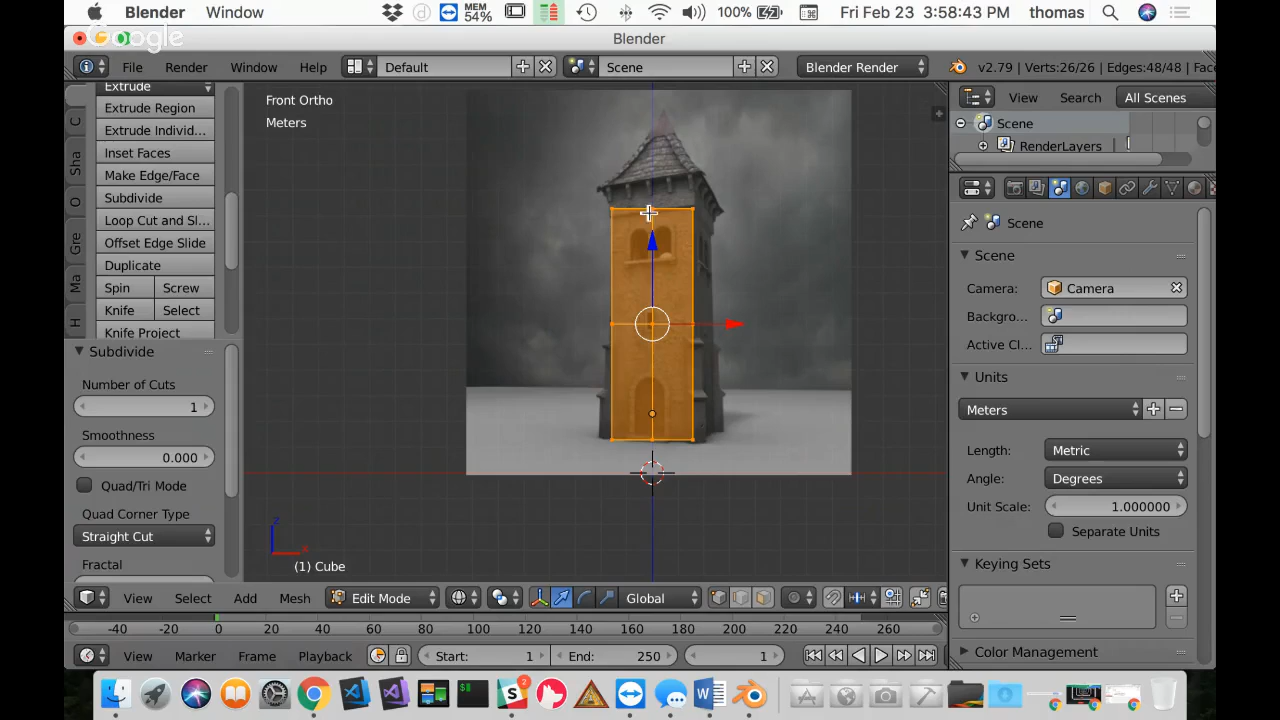 Blender Window MEM 54% 100% Fri Feb 23 3:58:43 PM thomas
Google
Blender
File Render Window Help Default Scene Blender Render v2.79 | Verts:26/26 | Edges:48/48 | Face
Extrude
Extrude Region
Extrude Individ...
Inset Faces
Make Edge/Face
Subdivide
Loop Cut and Sl...
Offset Edge Slide
Duplicate
Spin Screw
Knife Select
Knife Project
C
Sha
O
Gre
Ma
H
Subdivide
Number of Cuts
1
Smoothness
0.000
Quad/Tri Mode
Quad Corner Type
Straight Cut
Fractal
Front Ortho
Meters
Z
X
(1) Cube
View Search All Scenes
Scene
RenderLayers
Scene
Scene
Camera: Camera
Backgro...
Active Cl...
Units
Meters
Length: Metric
Angle: Degrees
Unit Scale: 1.000000
Separate Units
Keying Sets
Color Management
View Select Add Mesh Edit Mode Global
-40 -20 0 20 40 60 80 100 120 140 160 180 200 220 240 260
View Marker Frame Playback Start: 1 End: 250 1
2